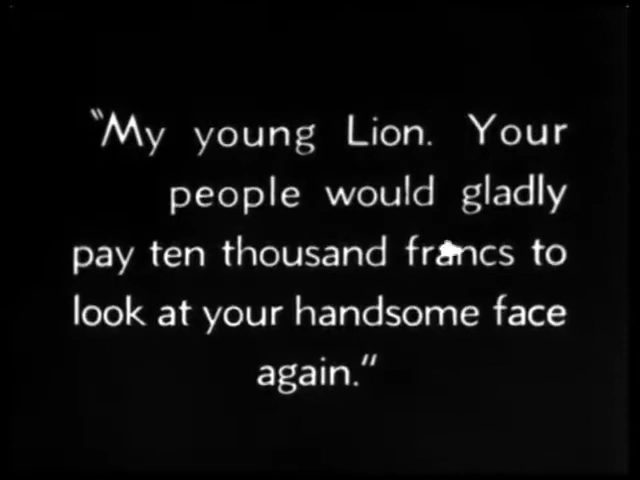 "My young Lion. Your
people would gladly
pay ten thousand francs to
look at your handsome face
again."